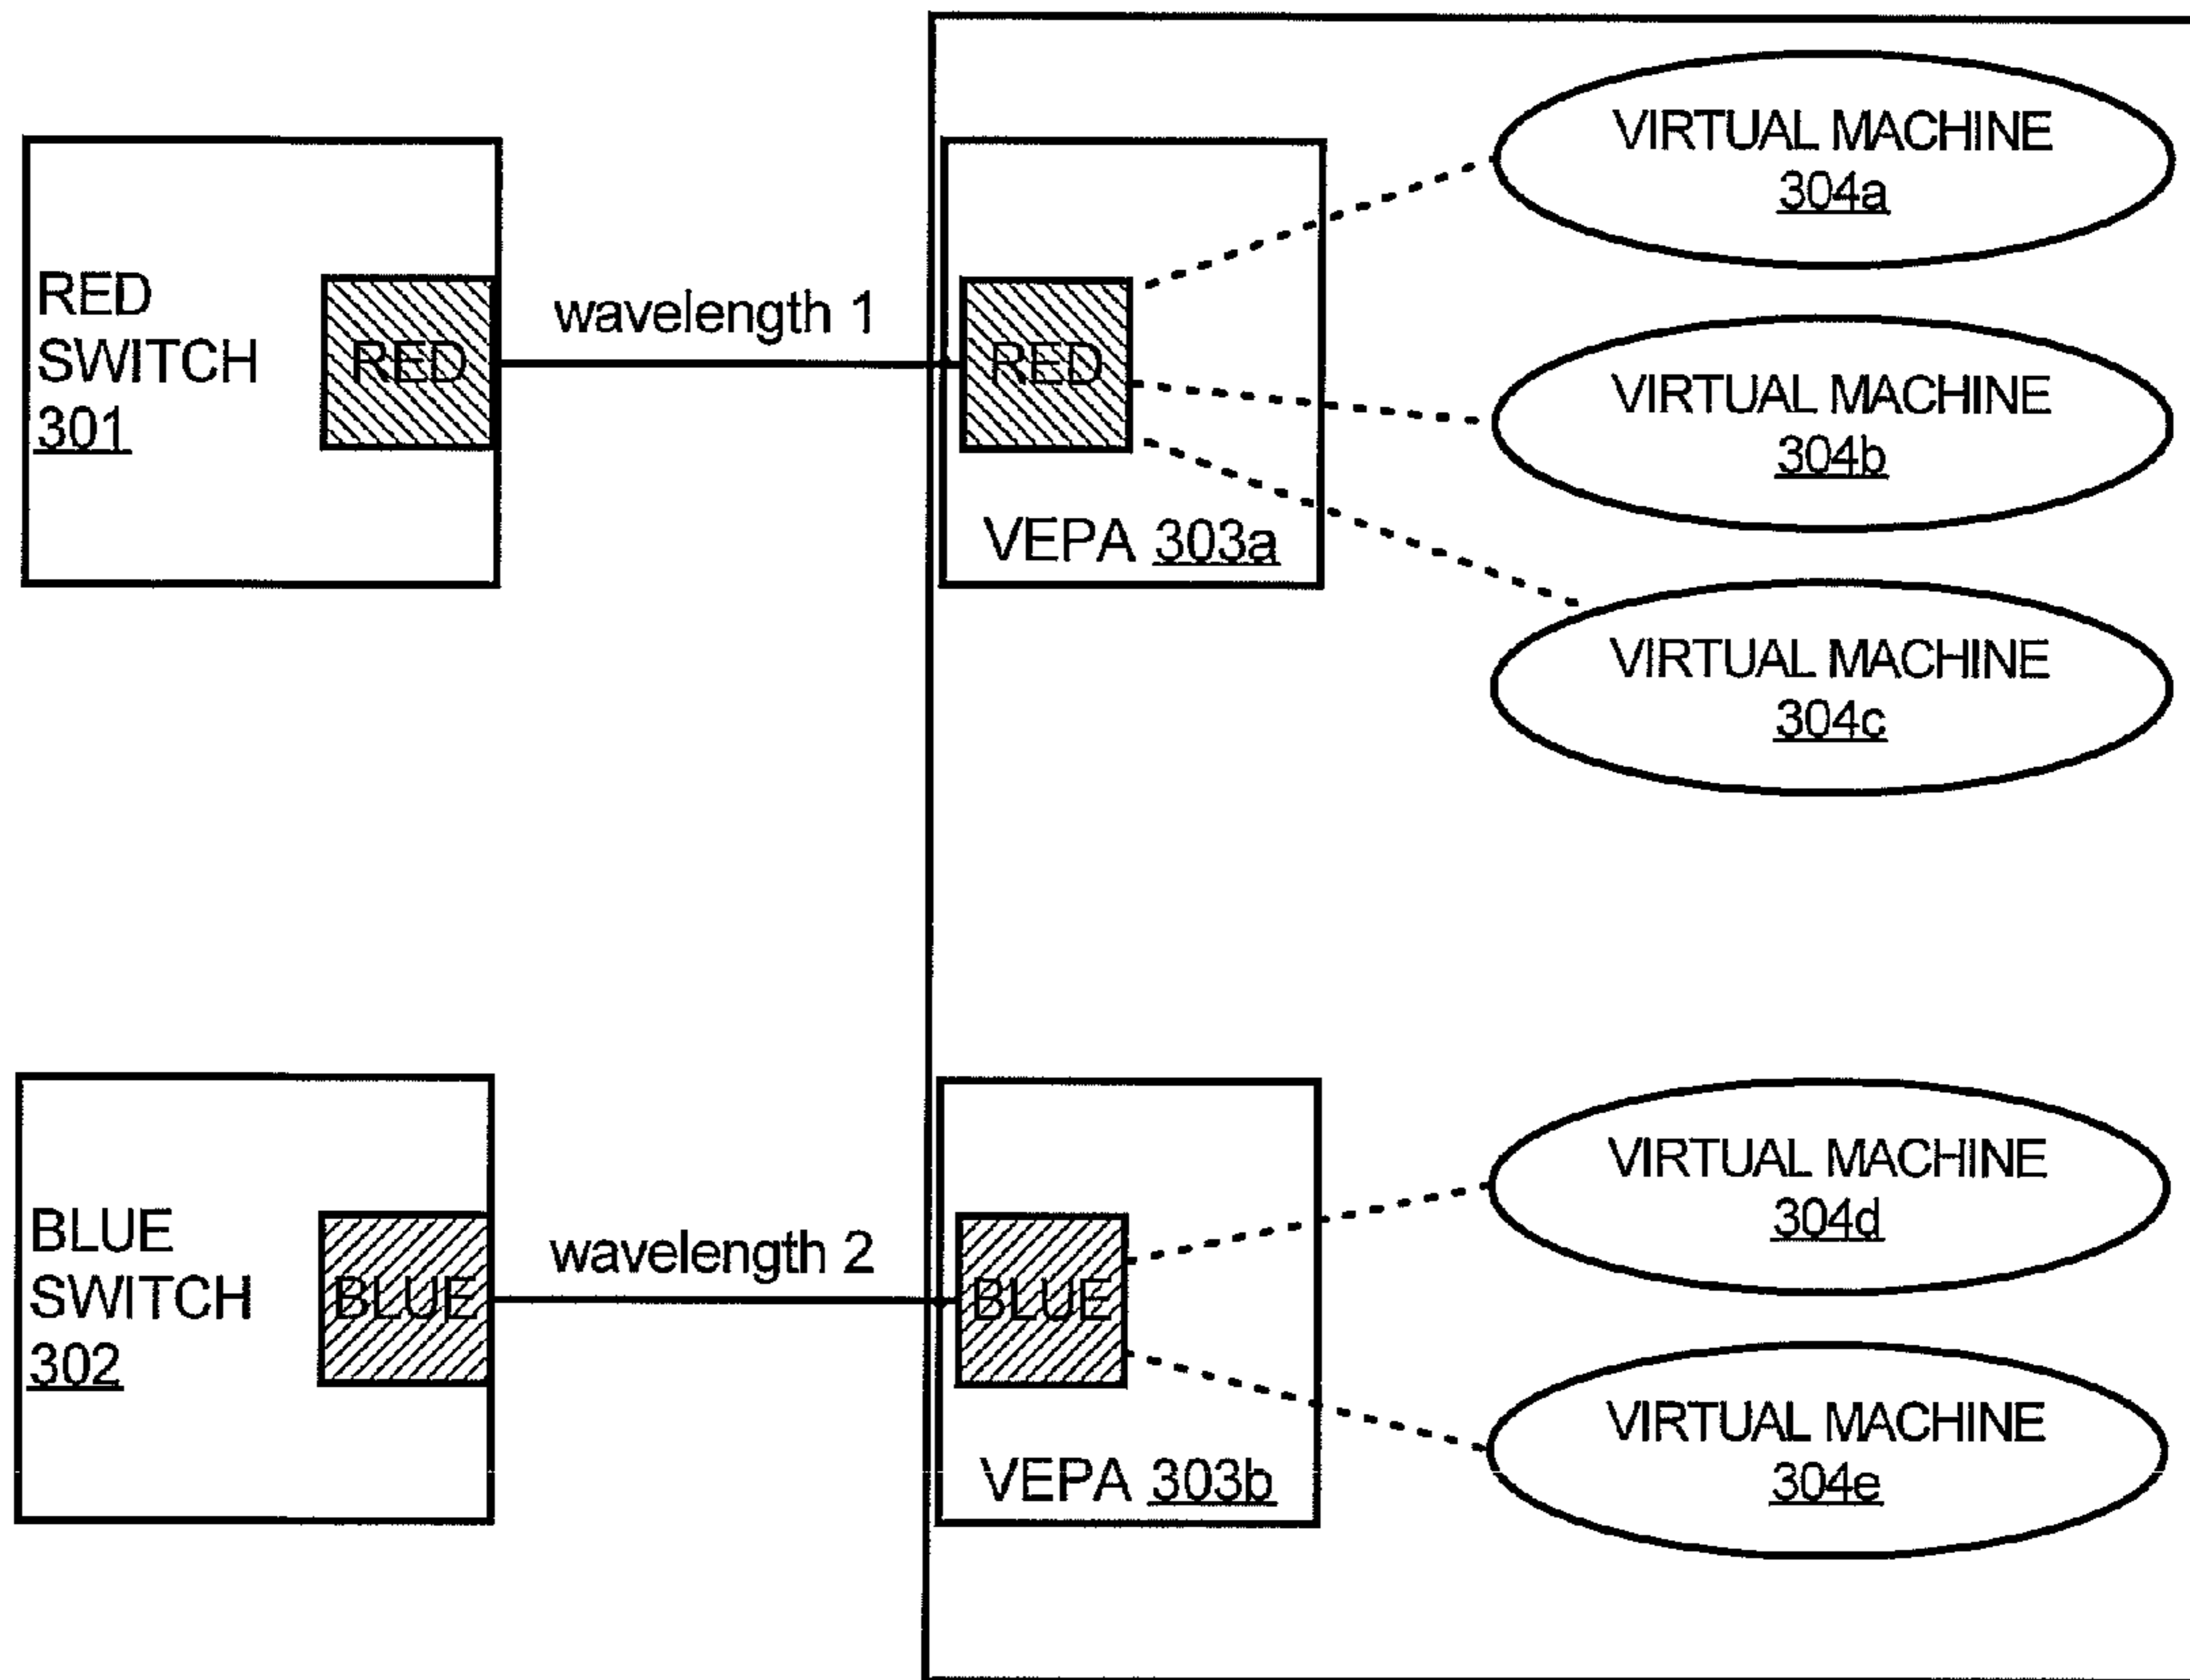 VIRTUAL MACHINE
304a
RED
SWITCH
301
RED
wavelength 1
RED
VEPA 303a
VIRTUAL MACHINE
304b
VIRTUAL MACHINE
304c
BLUE
SWITCH
302
BLUE
wavelength 2
BLUE
VEPA 303b
VIRTUAL MACHINE
304d
VIRTUAL MACHINE
304e